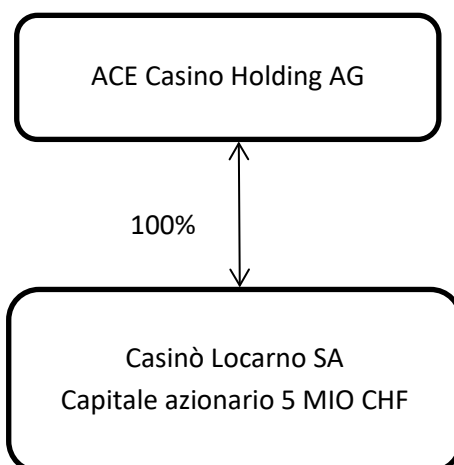 ACE Casino Holding AG
100%
Casinò Locarno SA
Capitale azionario 5 MIO CHF